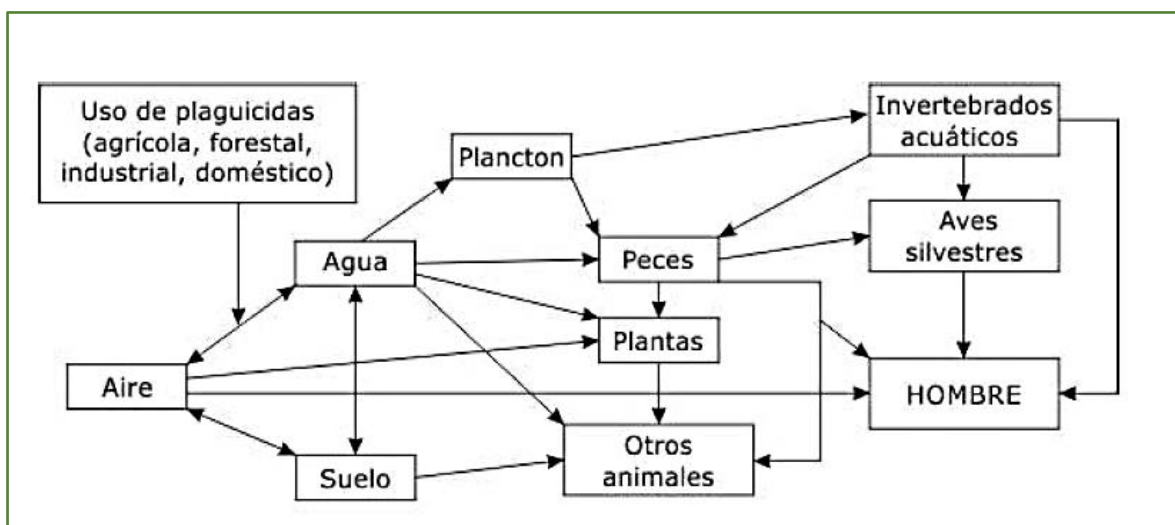 Uso de plaguicidas
(agrícola, forestal,
industrial, doméstico)
Plancton
Invertebrados
acuáticos
Agua
Peces
Aves
silvestres
Plantas
Aire
HOMBRE
Suelo
Otros
animales